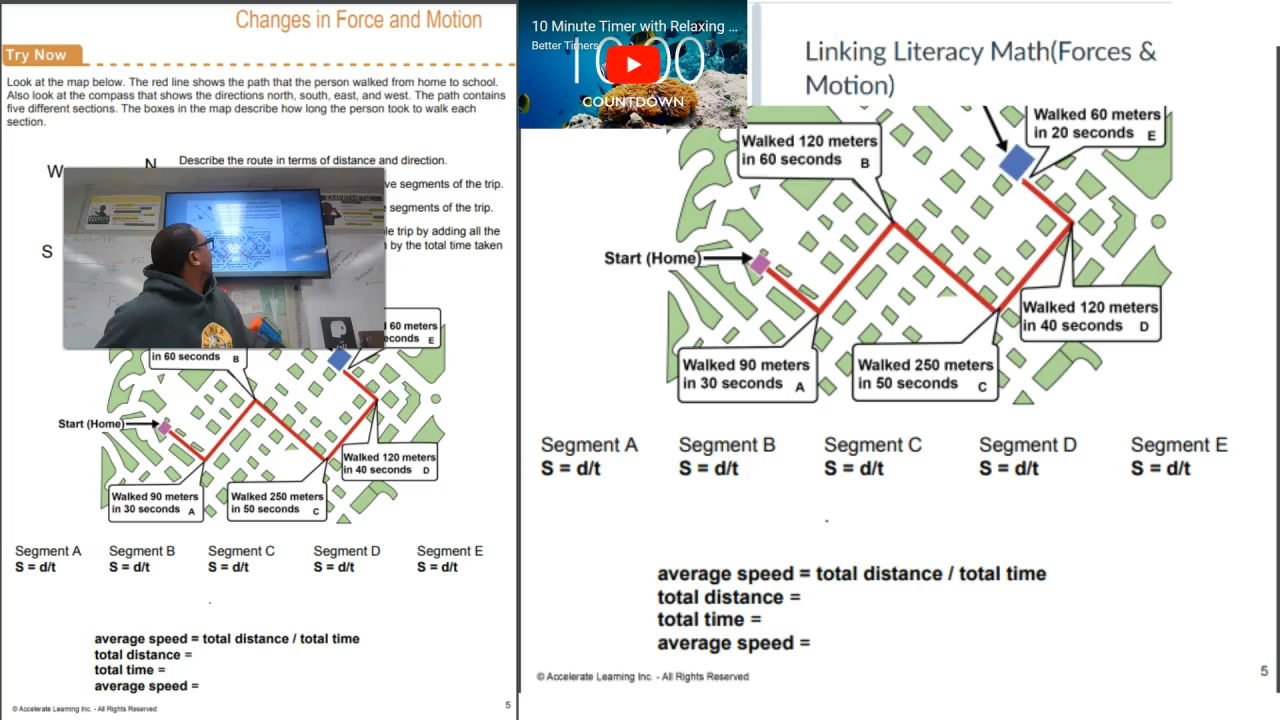 Changes in Force and Motion
Try Now
Look at the map below. The red line shows the path that the person walked from home to school.
Also look at the compass that shows the directions north, south, east, and west. The path contains
five different sections. The boxes in the map describe how long the person took to walk each
section.
W
N
S
Describe the route in terms of distance and direction.
ve segments of the trip.
segments of the trip.
le trip by adding all the
by the total time taken
60 meters
econds E
in 60 seconds B
Start (Home)
Walked 120 meters
in 40 seconds D
Walked 90 meters
in 30 seconds A
Walked 250 meters
in 50 seconds C
Segment A Segment B Segment C Segment D Segment E
S = d/t S = d/t S = d/t S = d/t S = d/t
average speed = total distance / total time
total distance =
total time =
average speed =
© Accelerate Learning Inc. - All Rights Reserved
5
10 Minute Timer with Relaxing ...
Better Timers
10:00
COUNTDOWN
Linking Literacy Math(Forces &
Motion)
Walked 60 meters
in 20 seconds E
Walked 120 meters
in 60 seconds B
Start (Home)
Walked 120 meters
in 40 seconds D
Walked 90 meters
in 30 seconds A
Walked 250 meters
in 50 seconds C
Segment A Segment B Segment C Segment D Segment E
S = d/t S = d/t S = d/t S = d/t S = d/t
average speed = total distance / total time
total distance =
total time =
average speed =
© Accelerate Learning Inc. - All Rights Reserved
5